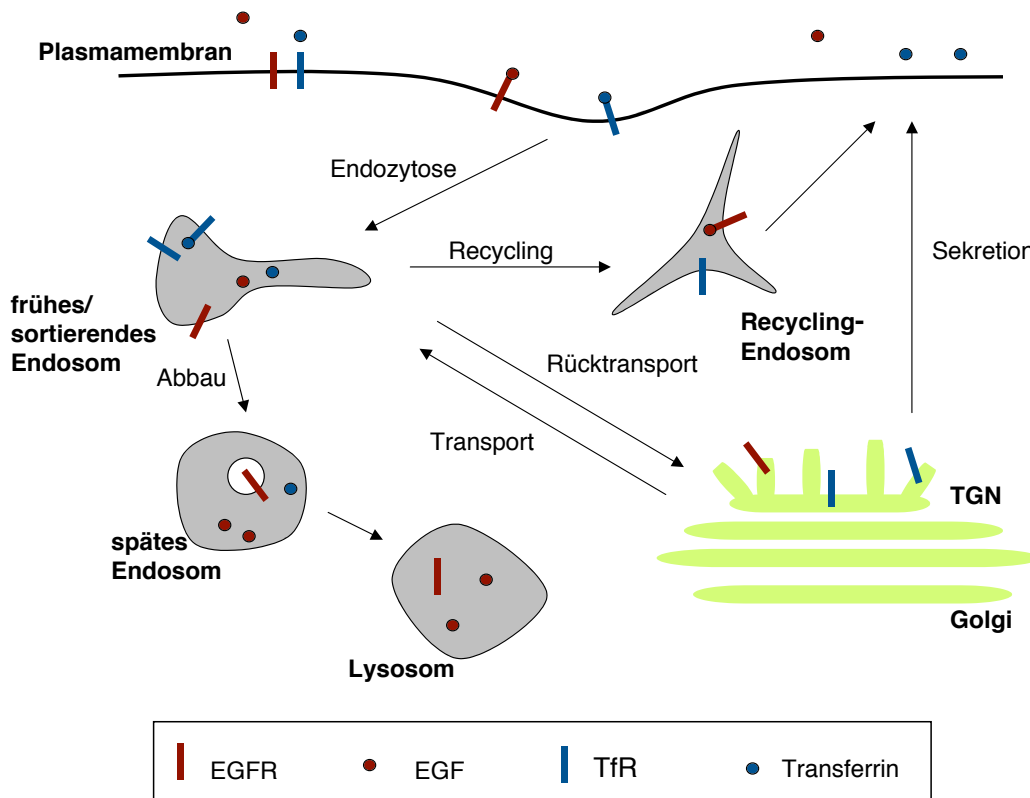 Plasmamembran
Endozytose
Recycling
Sekretion
frühes/
sortierendes
Endosom
Recycling-
Endosom
Abbau
Rücktransport
Transport
TGN
spätes
Endosom
Golgi
Lysosom
EGFR
EGF
TfR
Transferrin